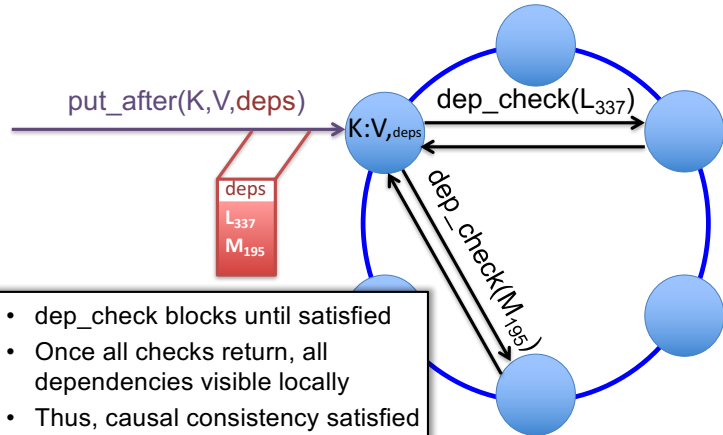 put_after(K,V,deps)
K:V,deps
dep_check(L₃₃₇)
deps
L₃₃₇
M₁₉₅
dep_check(M₁₉₅)
• dep_check blocks until satisfied
• Once all checks return, all
dependencies visible locally
• Thus, causal consistency satisfied